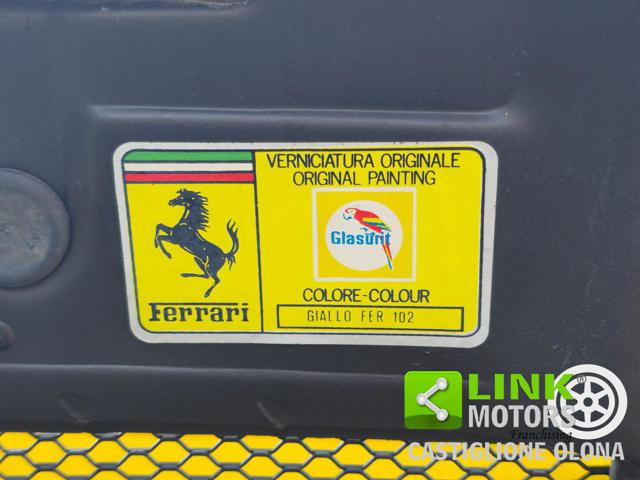 VERNICIATURA ORIGINALE
ORIGINAL PAINTING
Glasurit
COLORE-COLOUR
GIALLO FER 102
Ferrari
LINK
MOTORS
Franchising
CASTIGLIONE OLONA